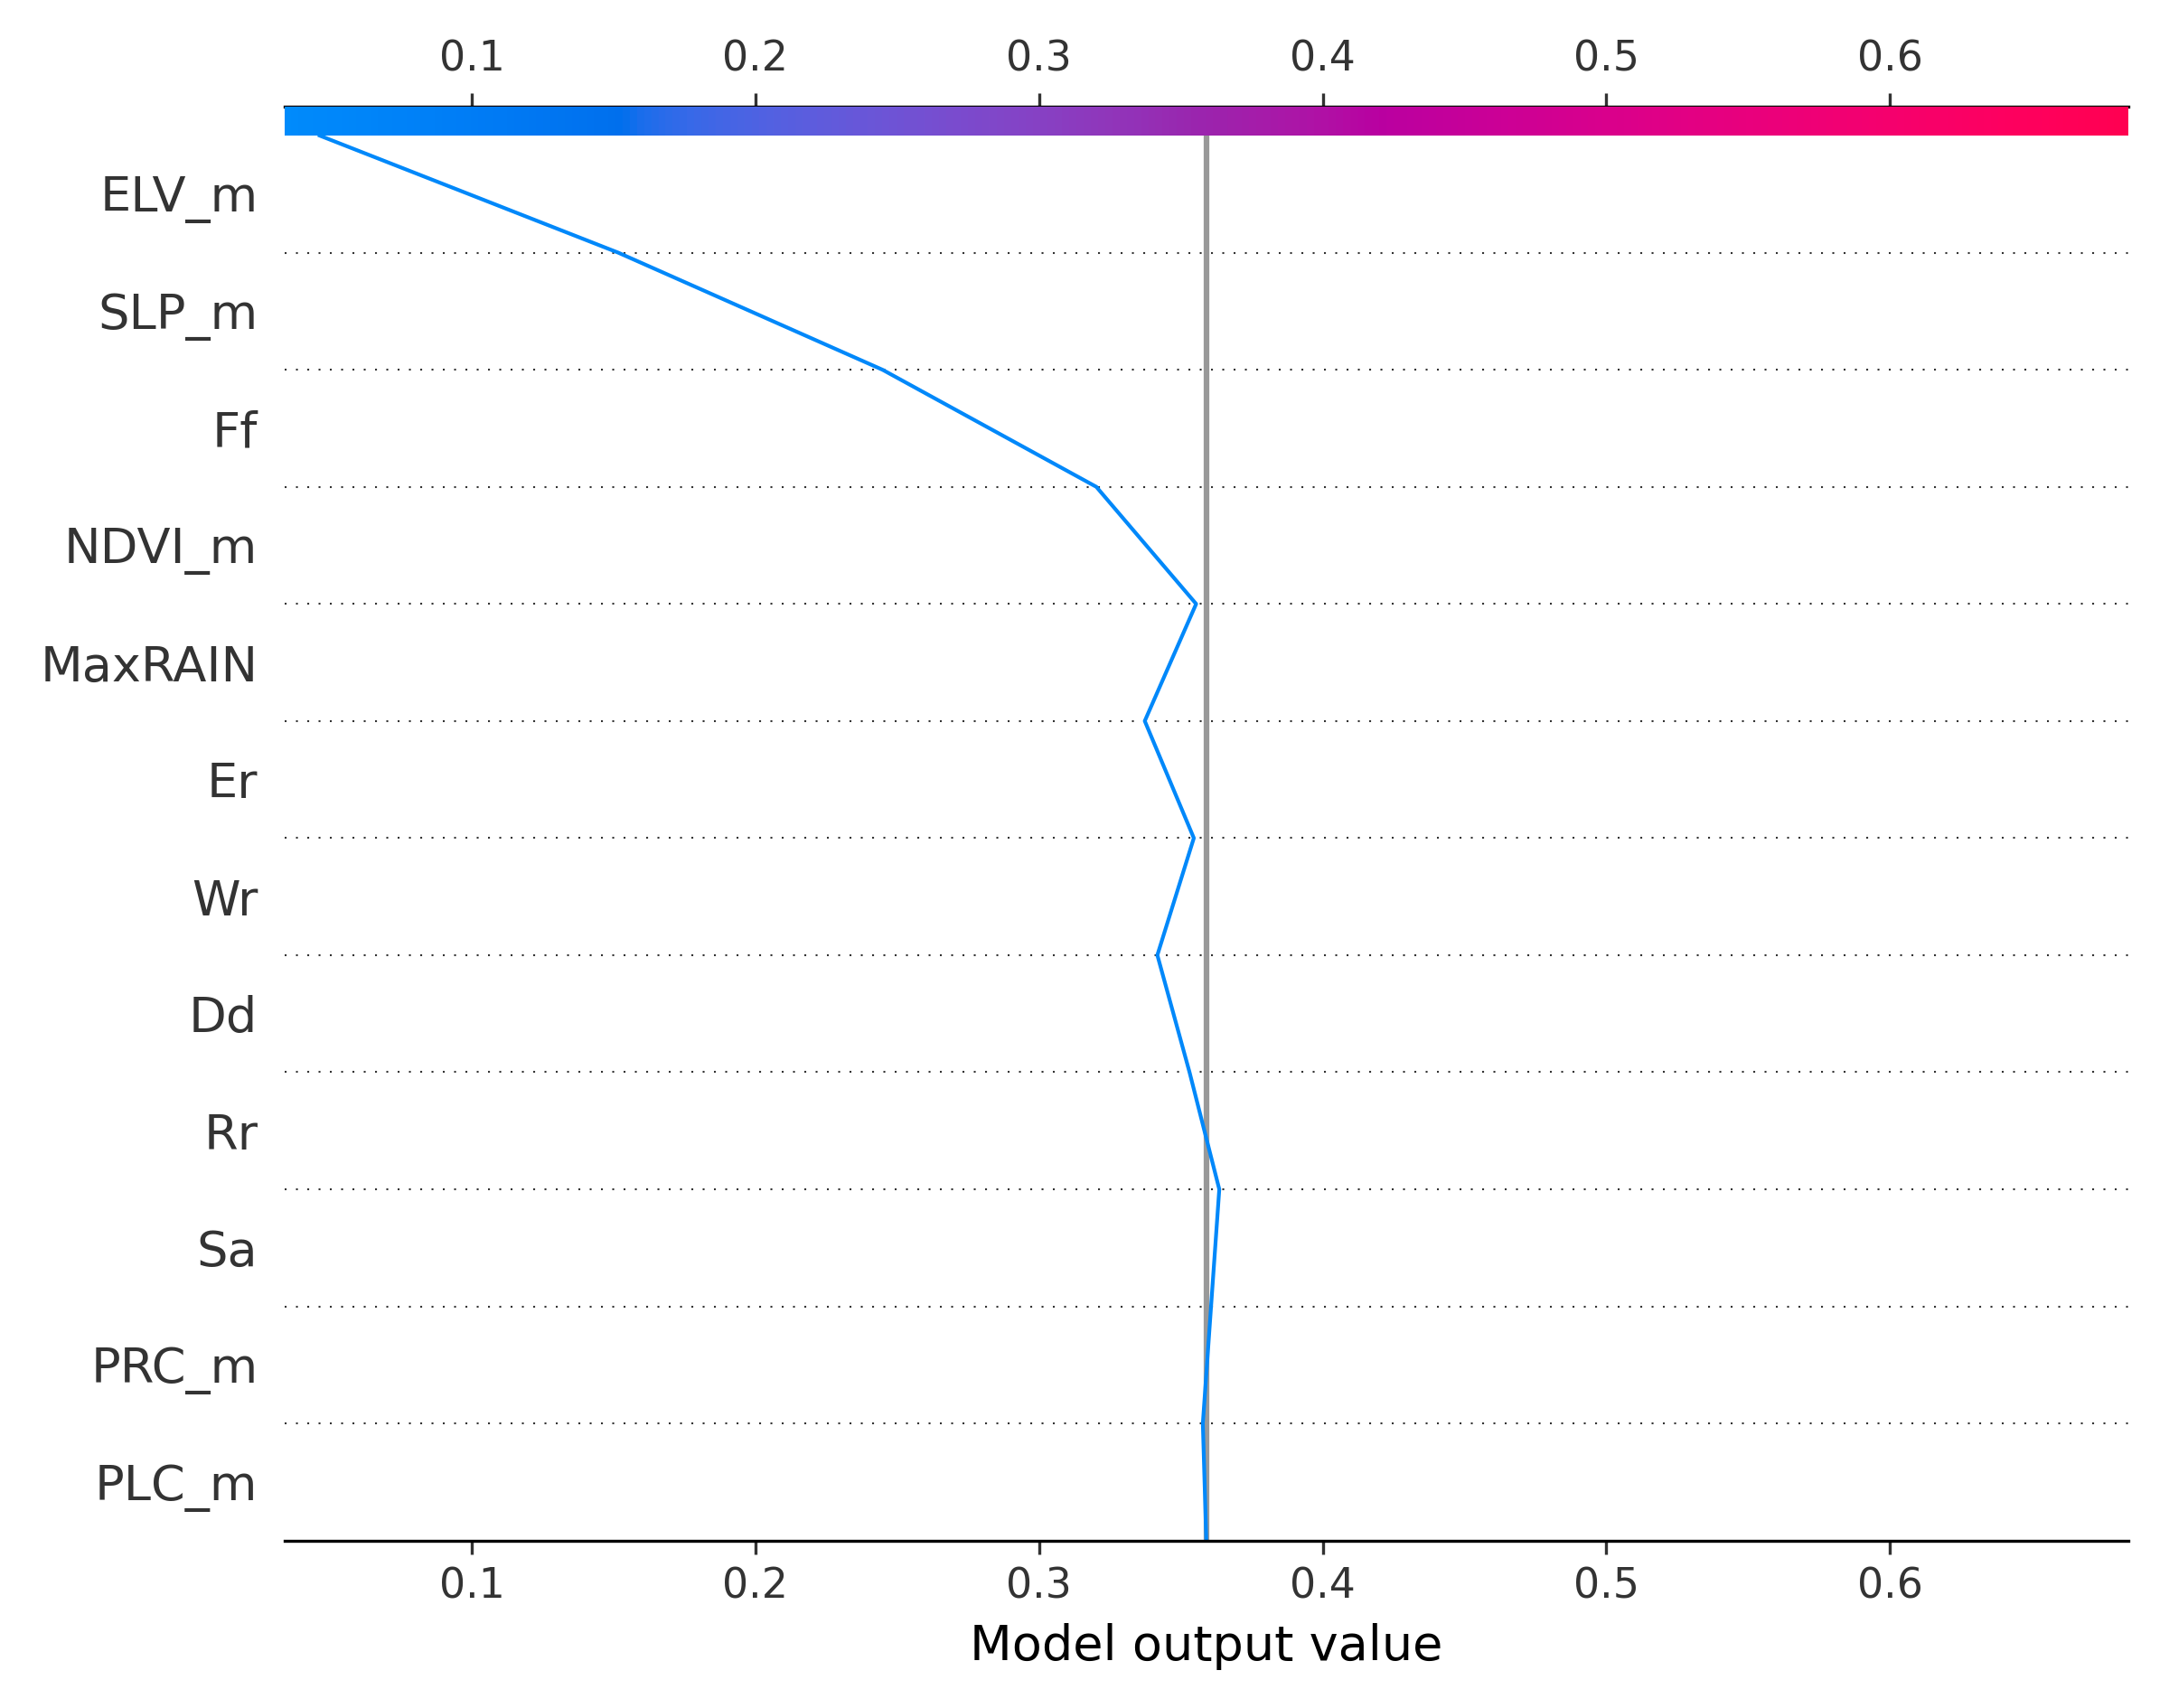 0.1 0.2 0.3 0.4 0.5 0.6
ELV_m
SLP_m
Ff
NDVI_m
MaxRAIN
Er
Wr
Dd
Rr
Sa
PRC_m
PLC_m
0.1 0.2 0.3 0.4 0.5 0.6
Model output value